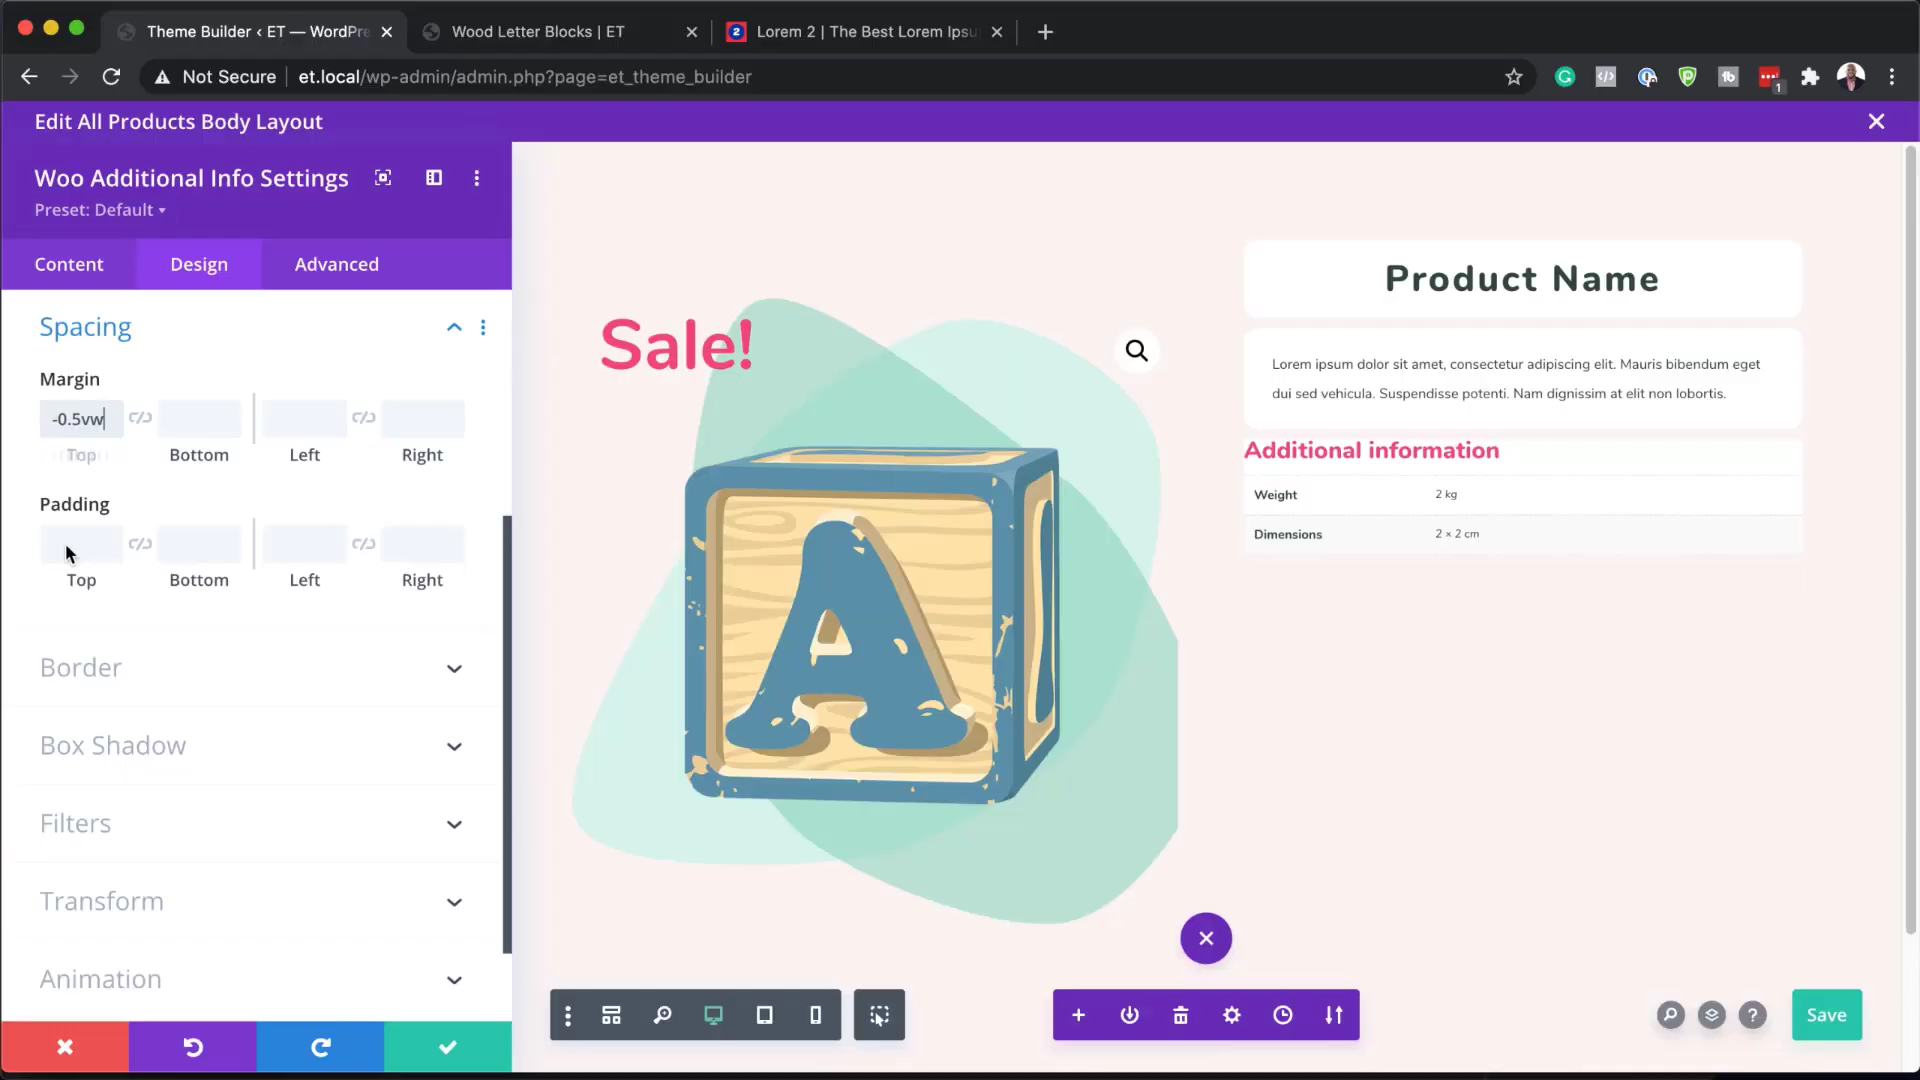 Theme Builder ‹ ET — WordPre
Wood Letter Blocks | ET
Lorem 2 | The Best Lorem Ipsu
Not Secure
et.local/wp-admin/admin.php?page=et_theme_builder
Edit All Products Body Layout
Woo Additional Info Settings
Preset: Default
Content
Design
Advanced
Spacing
Margin
-0.5vw
Top
Bottom
Left
Right
Padding
Top
Bottom
Left
Right
Border
Box Shadow
Filters
Transform
Animation
Sale!
A
Product Name
Lorem ipsum dolor sit amet, consectetur adipiscing elit. Mauris bibendum eget
dui sed vehicula. Suspendisse potenti. Nam dignissim at elit non lobortis.
Additional information
Weight 2 kg
Dimensions 2 × 2 cm
Save